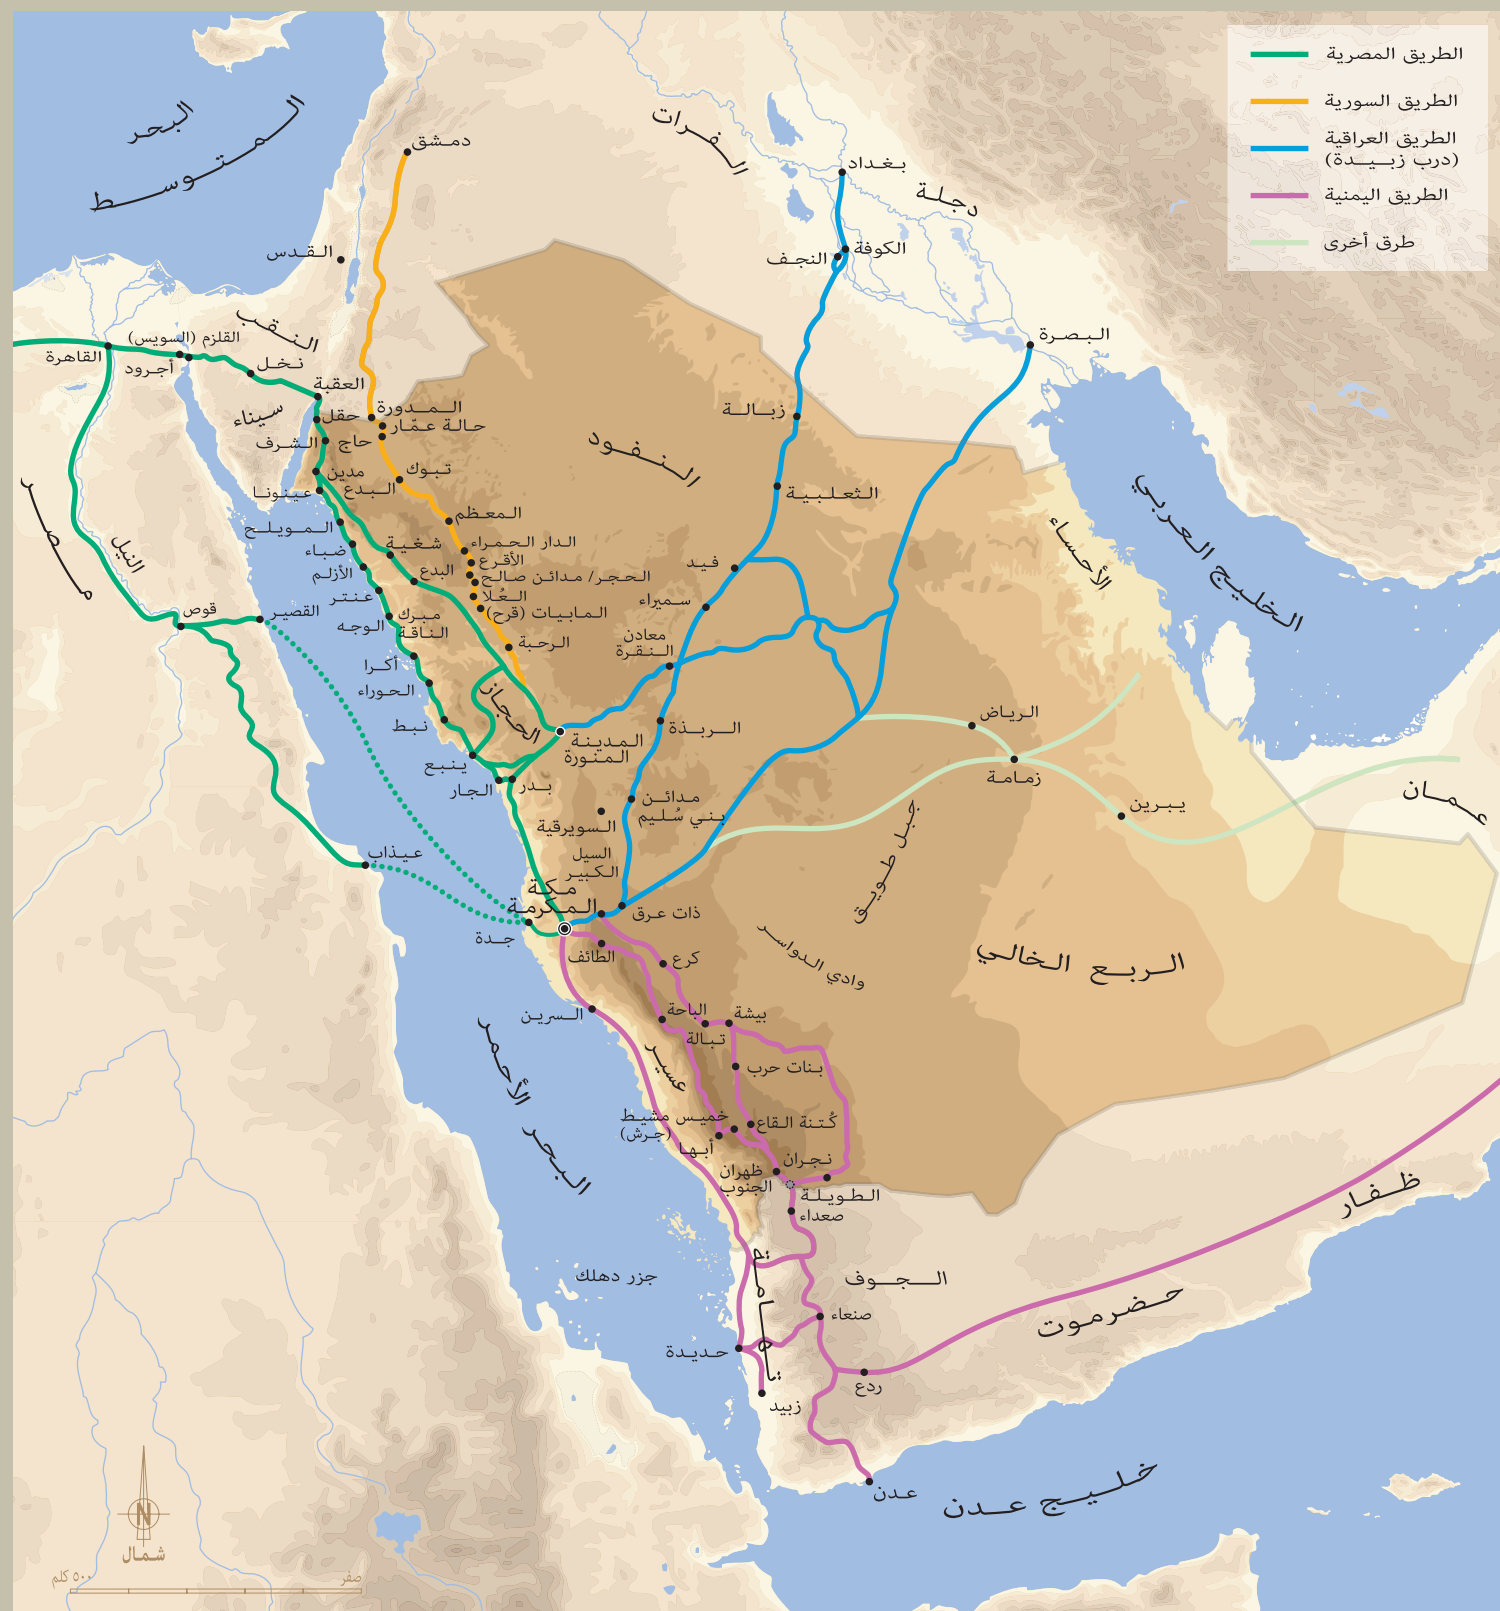 الطريق المصرية
الطريق السورية
الطريق العراقية
(درب زبيدة)
الطريق اليمنية
طرق أخرى
البحر
المتوسط
دمشق
القدس
الفرات
بغداد
دجلة
الكوفة
النجف
البصرة
النقب
القلزم (السويس)
القاهرة
أجرود
نخل
العقبة
سيناء
حقل
الشرف
حاج
المدورة
حالة عمّار
تبوك
مدين
البدع
عينونا
المعظم
المويلح
ضباء
شغية
الدار الحمراء
الأقرع
الأزلم
البدع
الحجر/ مدائن صالح
العُلا
عنتر
المابيات (قرح)
الوجه
مبرك
الناقة
الرحبة
أكرا
الحوراء
نبط
الحجاز
ينبع
الجار
بدر
المدينة
المنورة
مصر
النيل
قوص
القصير
عيذاب
زبالة
النفود
الثعلبية
فيد
سميراء
معادن
النقرة
الربذة
مدائن
بني سُليم
السويرقية
السيل
الكبير
مكة
المكرمة
ذات عرق
جدة
الطائف
الأحساء
الخليج العربي
الرياض
زمامة
يبرين
عمان
جبل طويق
وادي الدواسر
الربع الخالي
كرع
السرين
الباحة
تبالة
بيشة
عسير
بنات حرب
خميس مشيط
(جرش)
كُتنة القاع
أبها
نجران
ظهران
الجنوب
الطويلة
صعداء
البحر الأحمر
جزر دهلك
تهامة
الجوف
صنعاء
حديدة
زبيد
ردع
حضرموت
ظفار
عدن
خليج عدن
N
شمال
صفر
٥٠٠ كلم